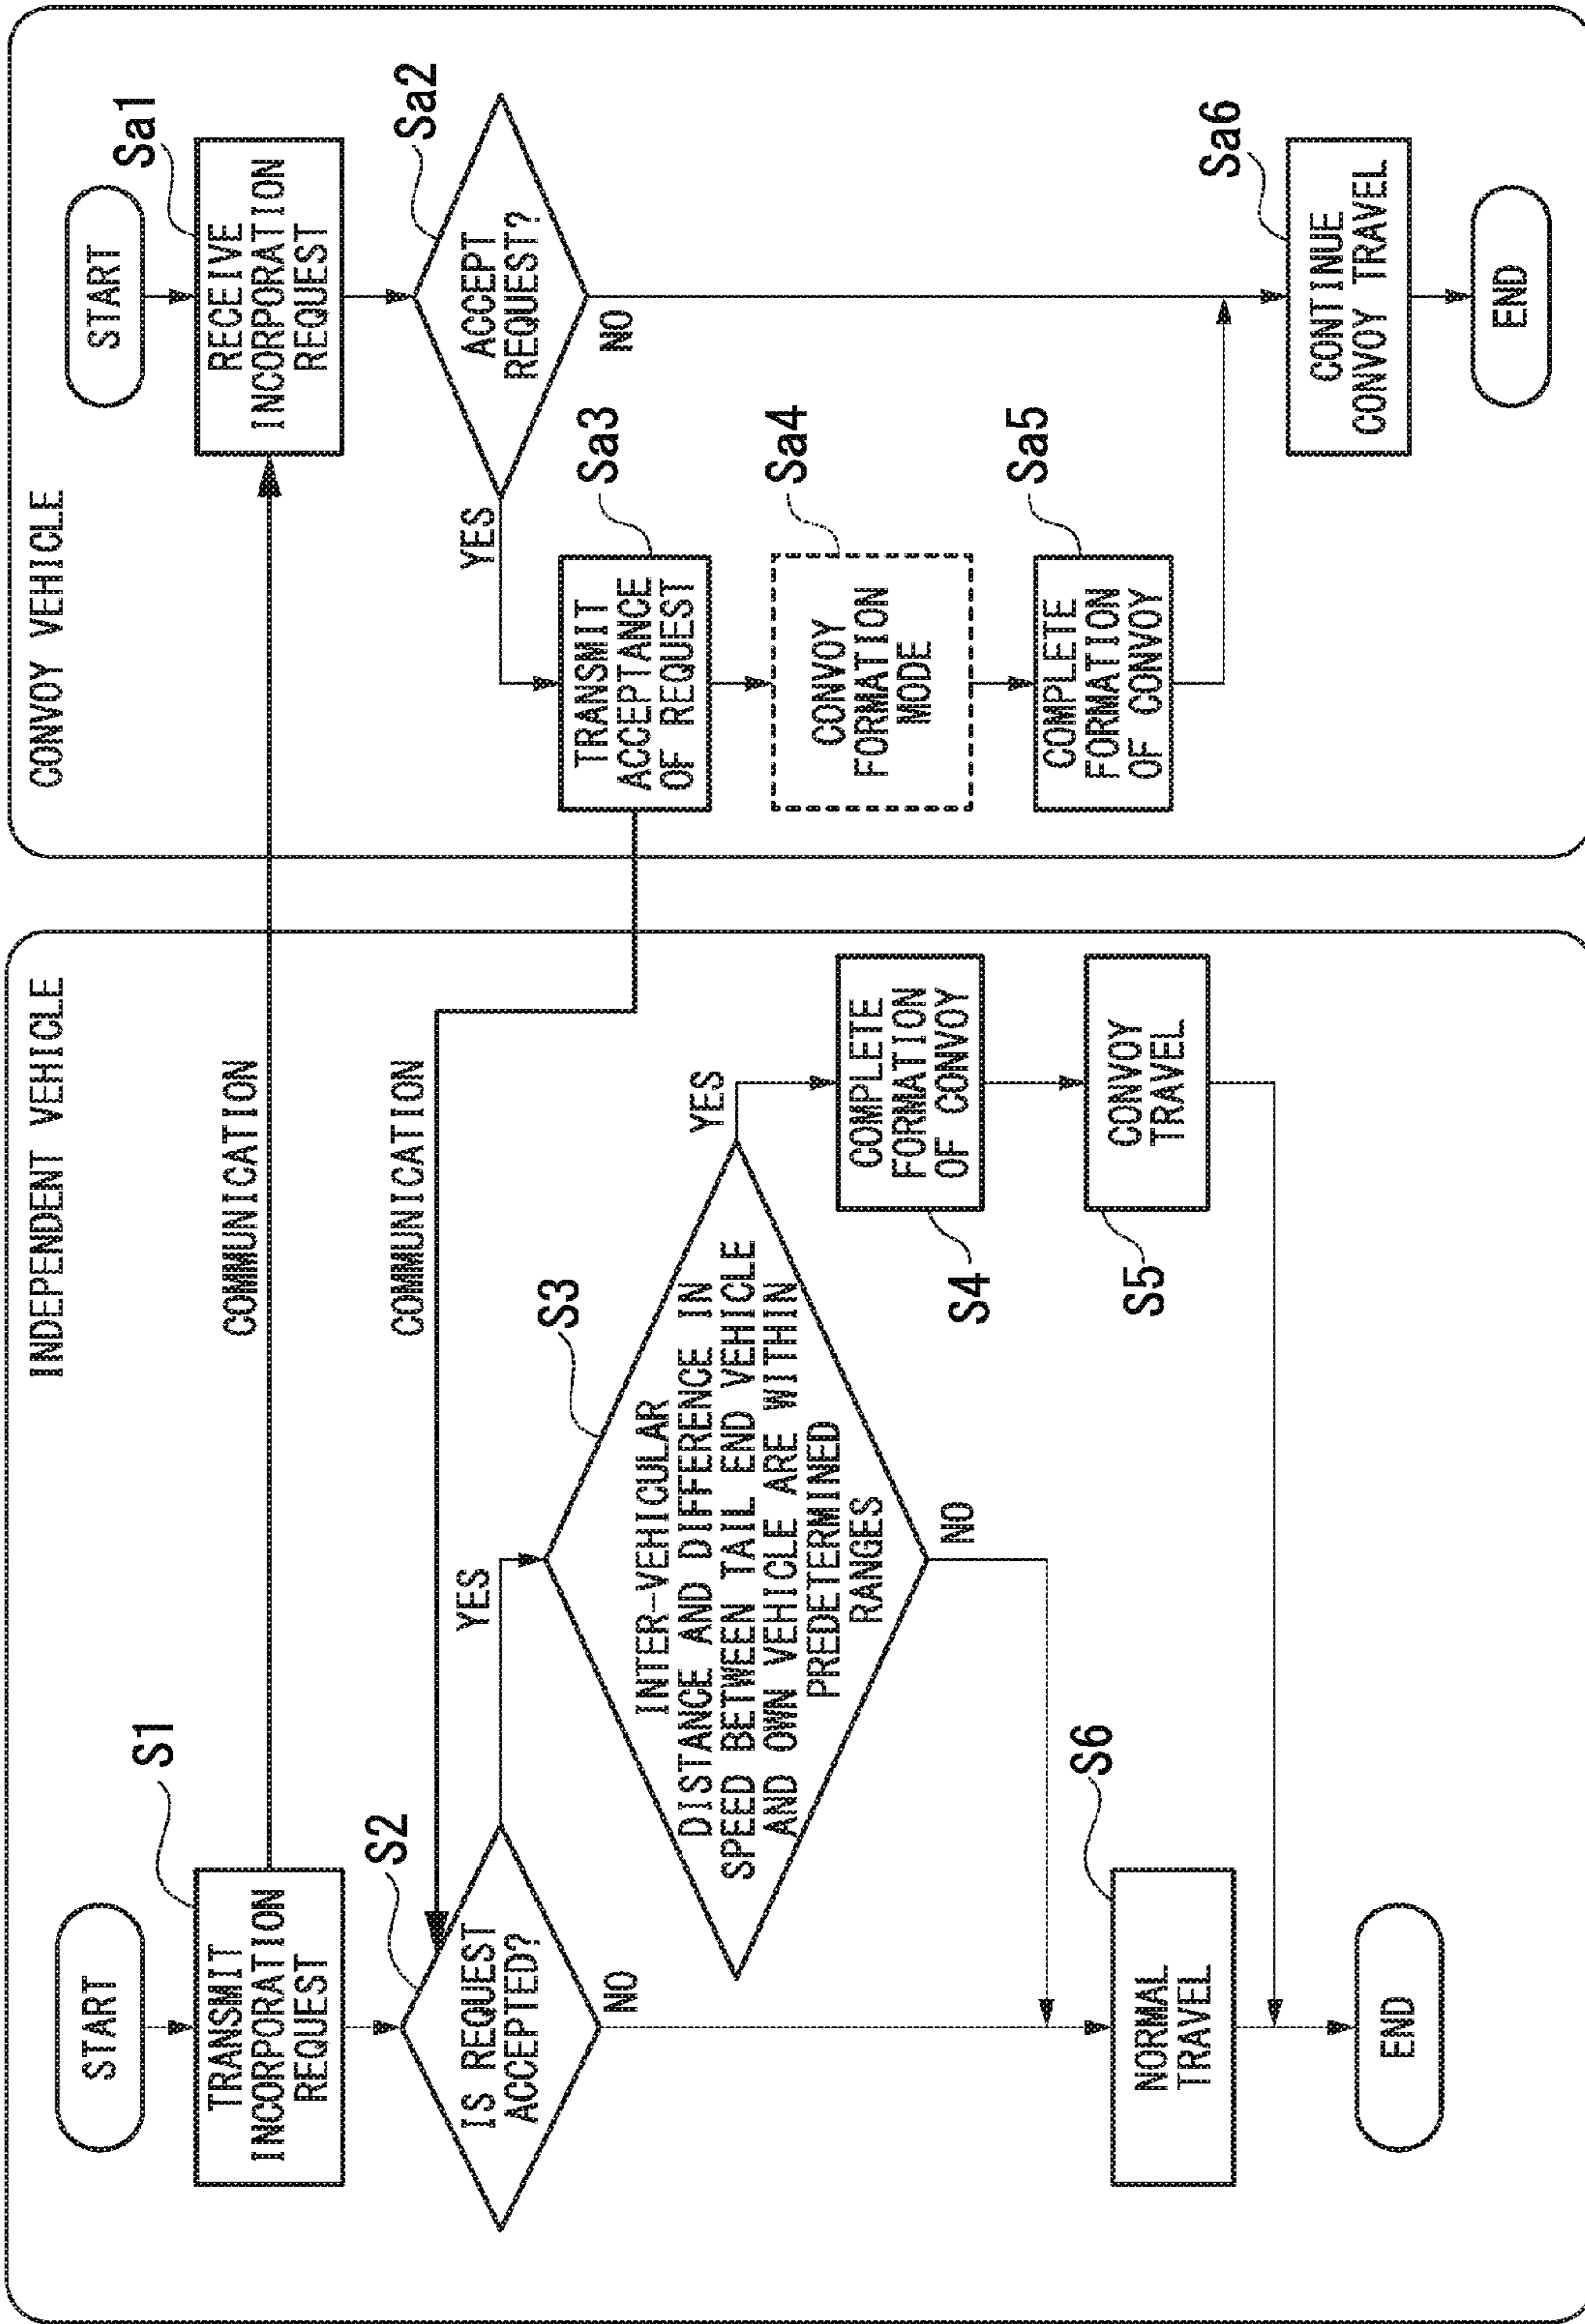 INDEPENDENT VEHICLE
START
S1
TRANSMIT
INCORPORATION
REQUEST
COMMUNICATION
S2
IS REQUEST
ACCEPTED?
COMMUNICATION
YES
NO
S3
INTER-VEHICULAR
DISTANCE AND DIFFERENCE IN
SPEED BETWEEN TAIL END VEHICLE
AND OWN VEHICLE ARE WITHIN
PREDETERMINED
RANGES
YES
NO
COMPLETE
FORMATION
OF CONVOY
S4
CONVOY
TRAVEL
S5
S6
NORMAL
TRAVEL
END
CONVOY VEHICLE
START
Sa1
RECEIVE
INCORPORATION
REQUEST
Sa2
ACCEPT
REQUEST?
YES
NO
Sa3
TRANSMIT
ACCEPTANCE
OF REQUEST
Sa4
CONVOY
FORMATION
MODE
Sa5
COMPLETE
FORMATION
OF CONVOY
Sa6
CONTINUE
CONVOY TRAVEL
END